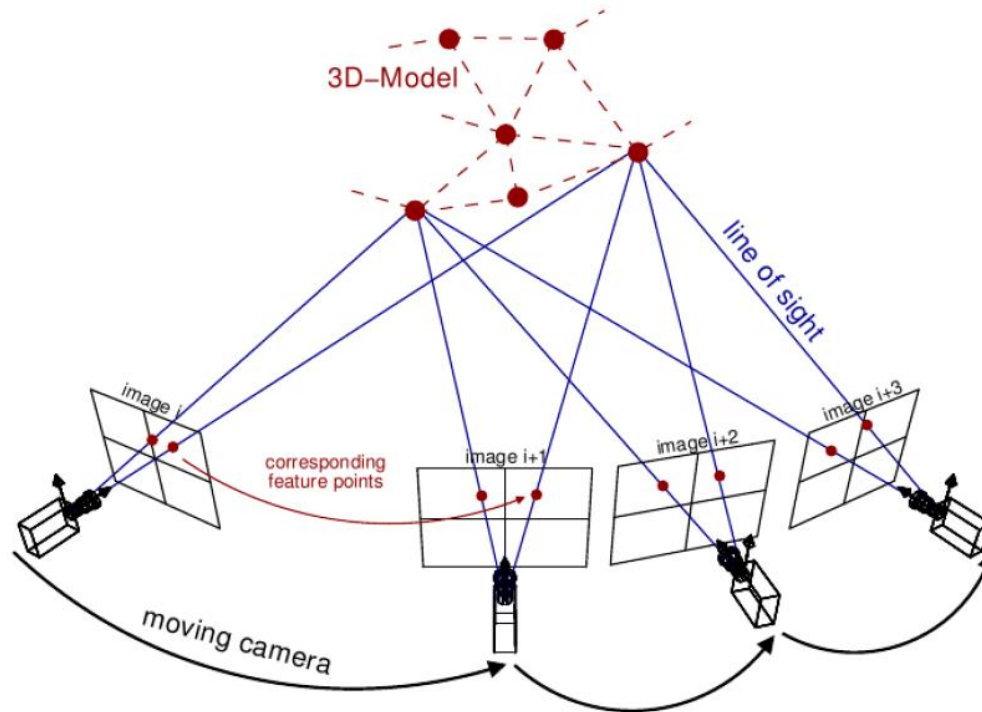 3D-Model
line of sight
image i
image i+1
image i+2
image i+3
corresponding
feature points
moving camera